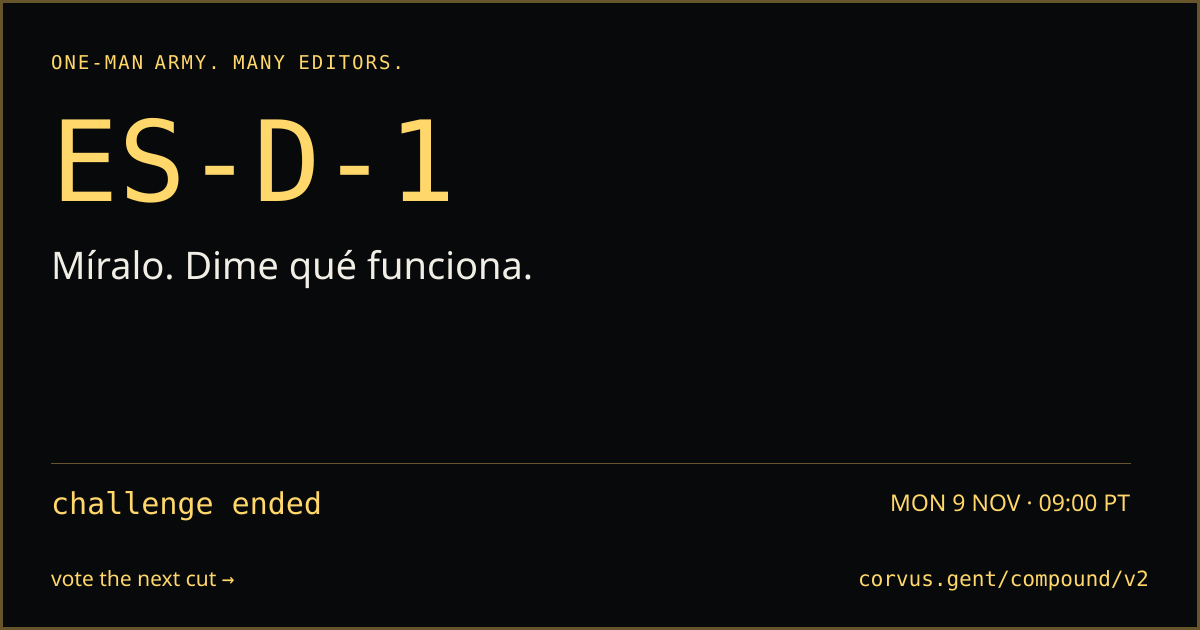 ONE-MAN ARMY. MANY EDITORS.
ES-D-1
Míralo. Dime qué funciona.
challenge ended
MON 9 NOV · 09:00 PT
vote the next cut →
corvus.gent/compound/v2